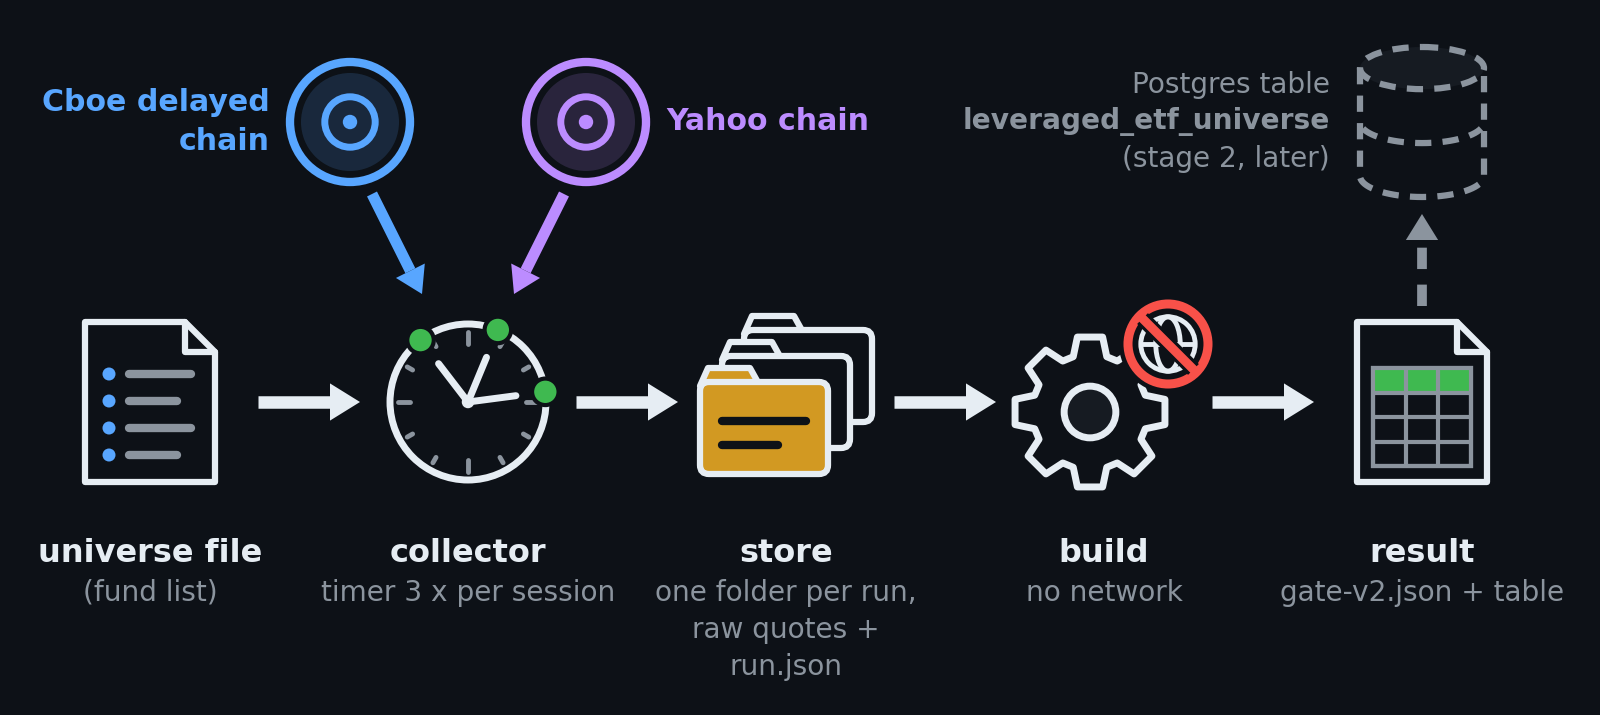 Cboe delayed
chain
Yahoo chain
Postgres table
leveraged_etf_universe
(stage 2, later)
universe file
(fund list)
collector
timer 3 x per session
store
one folder per run,
raw quotes +
run.json
build
no network
result
gate-v2.json + table